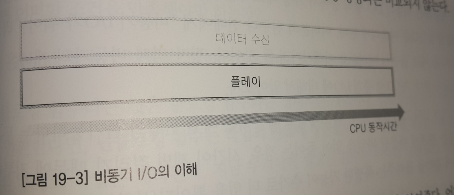 데이터 수신
플레이
CPU 동작시간
[그림 19-3] 비동기 I/O의 이해